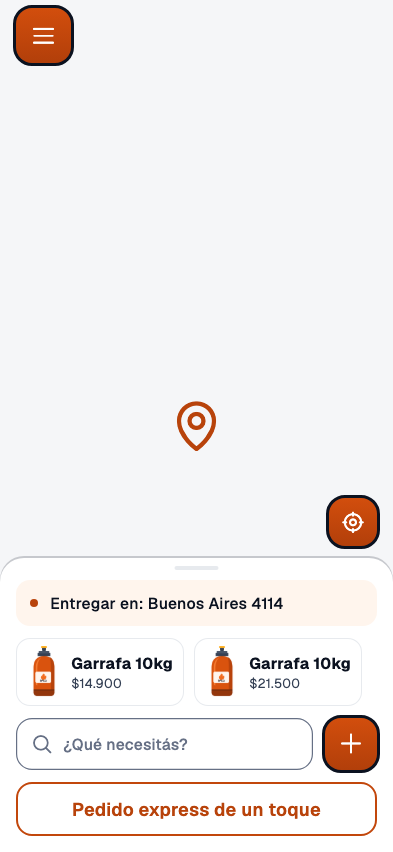 Entregar en: Buenos Aires 4114
Garrafa 10kg
$14.900
Garrafa 10kg
$21.500
¿Qué necesitás?
Pedido express de un toque